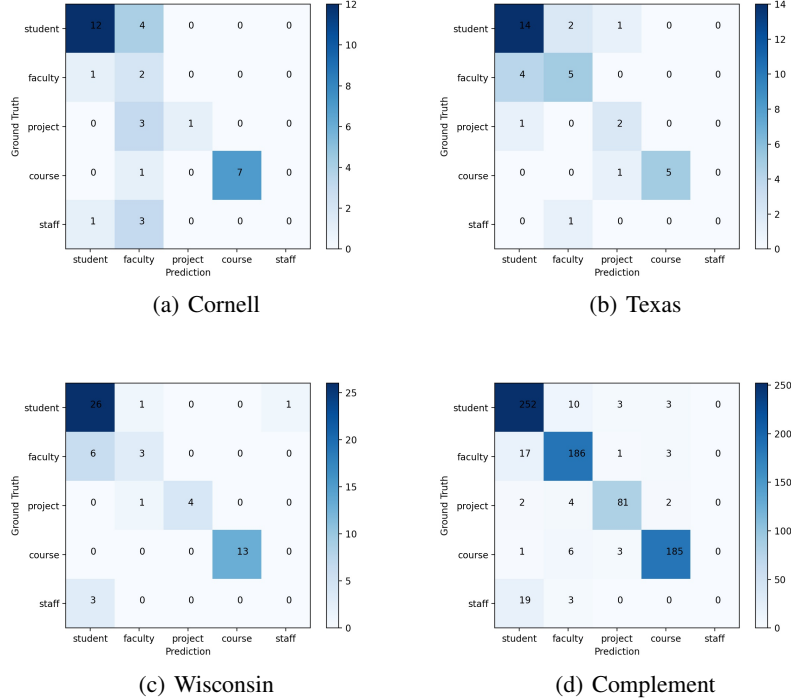 student 12 4 0 0 0
faculty 1 2 0 0 0
project 0 3 1 0 0
course 0 1 0 7 0
staff 1 3 0 0 0
student faculty project course staff
Prediction
Ground Truth
12
10
8
6
4
2
0
(a) Cornell
student 14 2 1 0 0
faculty 4 5 0 0 0
project 1 0 2 0 0
course 0 0 1 5 0
staff 0 1 0 0 0
student faculty project course staff
Prediction
Ground Truth
14
12
10
8
6
4
2
0
(b) Texas
student 26 1 0 0 1
faculty 6 3 0 0 0
project 0 1 4 0 0
course 0 0 0 13 0
staff 3 0 0 0 0
student faculty project course staff
Prediction
Ground Truth
25
20
15
10
5
0
(c) Wisconsin
student 252 10 3 3 0
faculty 17 186 1 3 0
project 2 4 81 2 0
course 1 6 3 185 0
staff 19 3 0 0 0
student faculty project course staff
Prediction
Ground Truth
250
200
150
100
50
0
(d) Complement